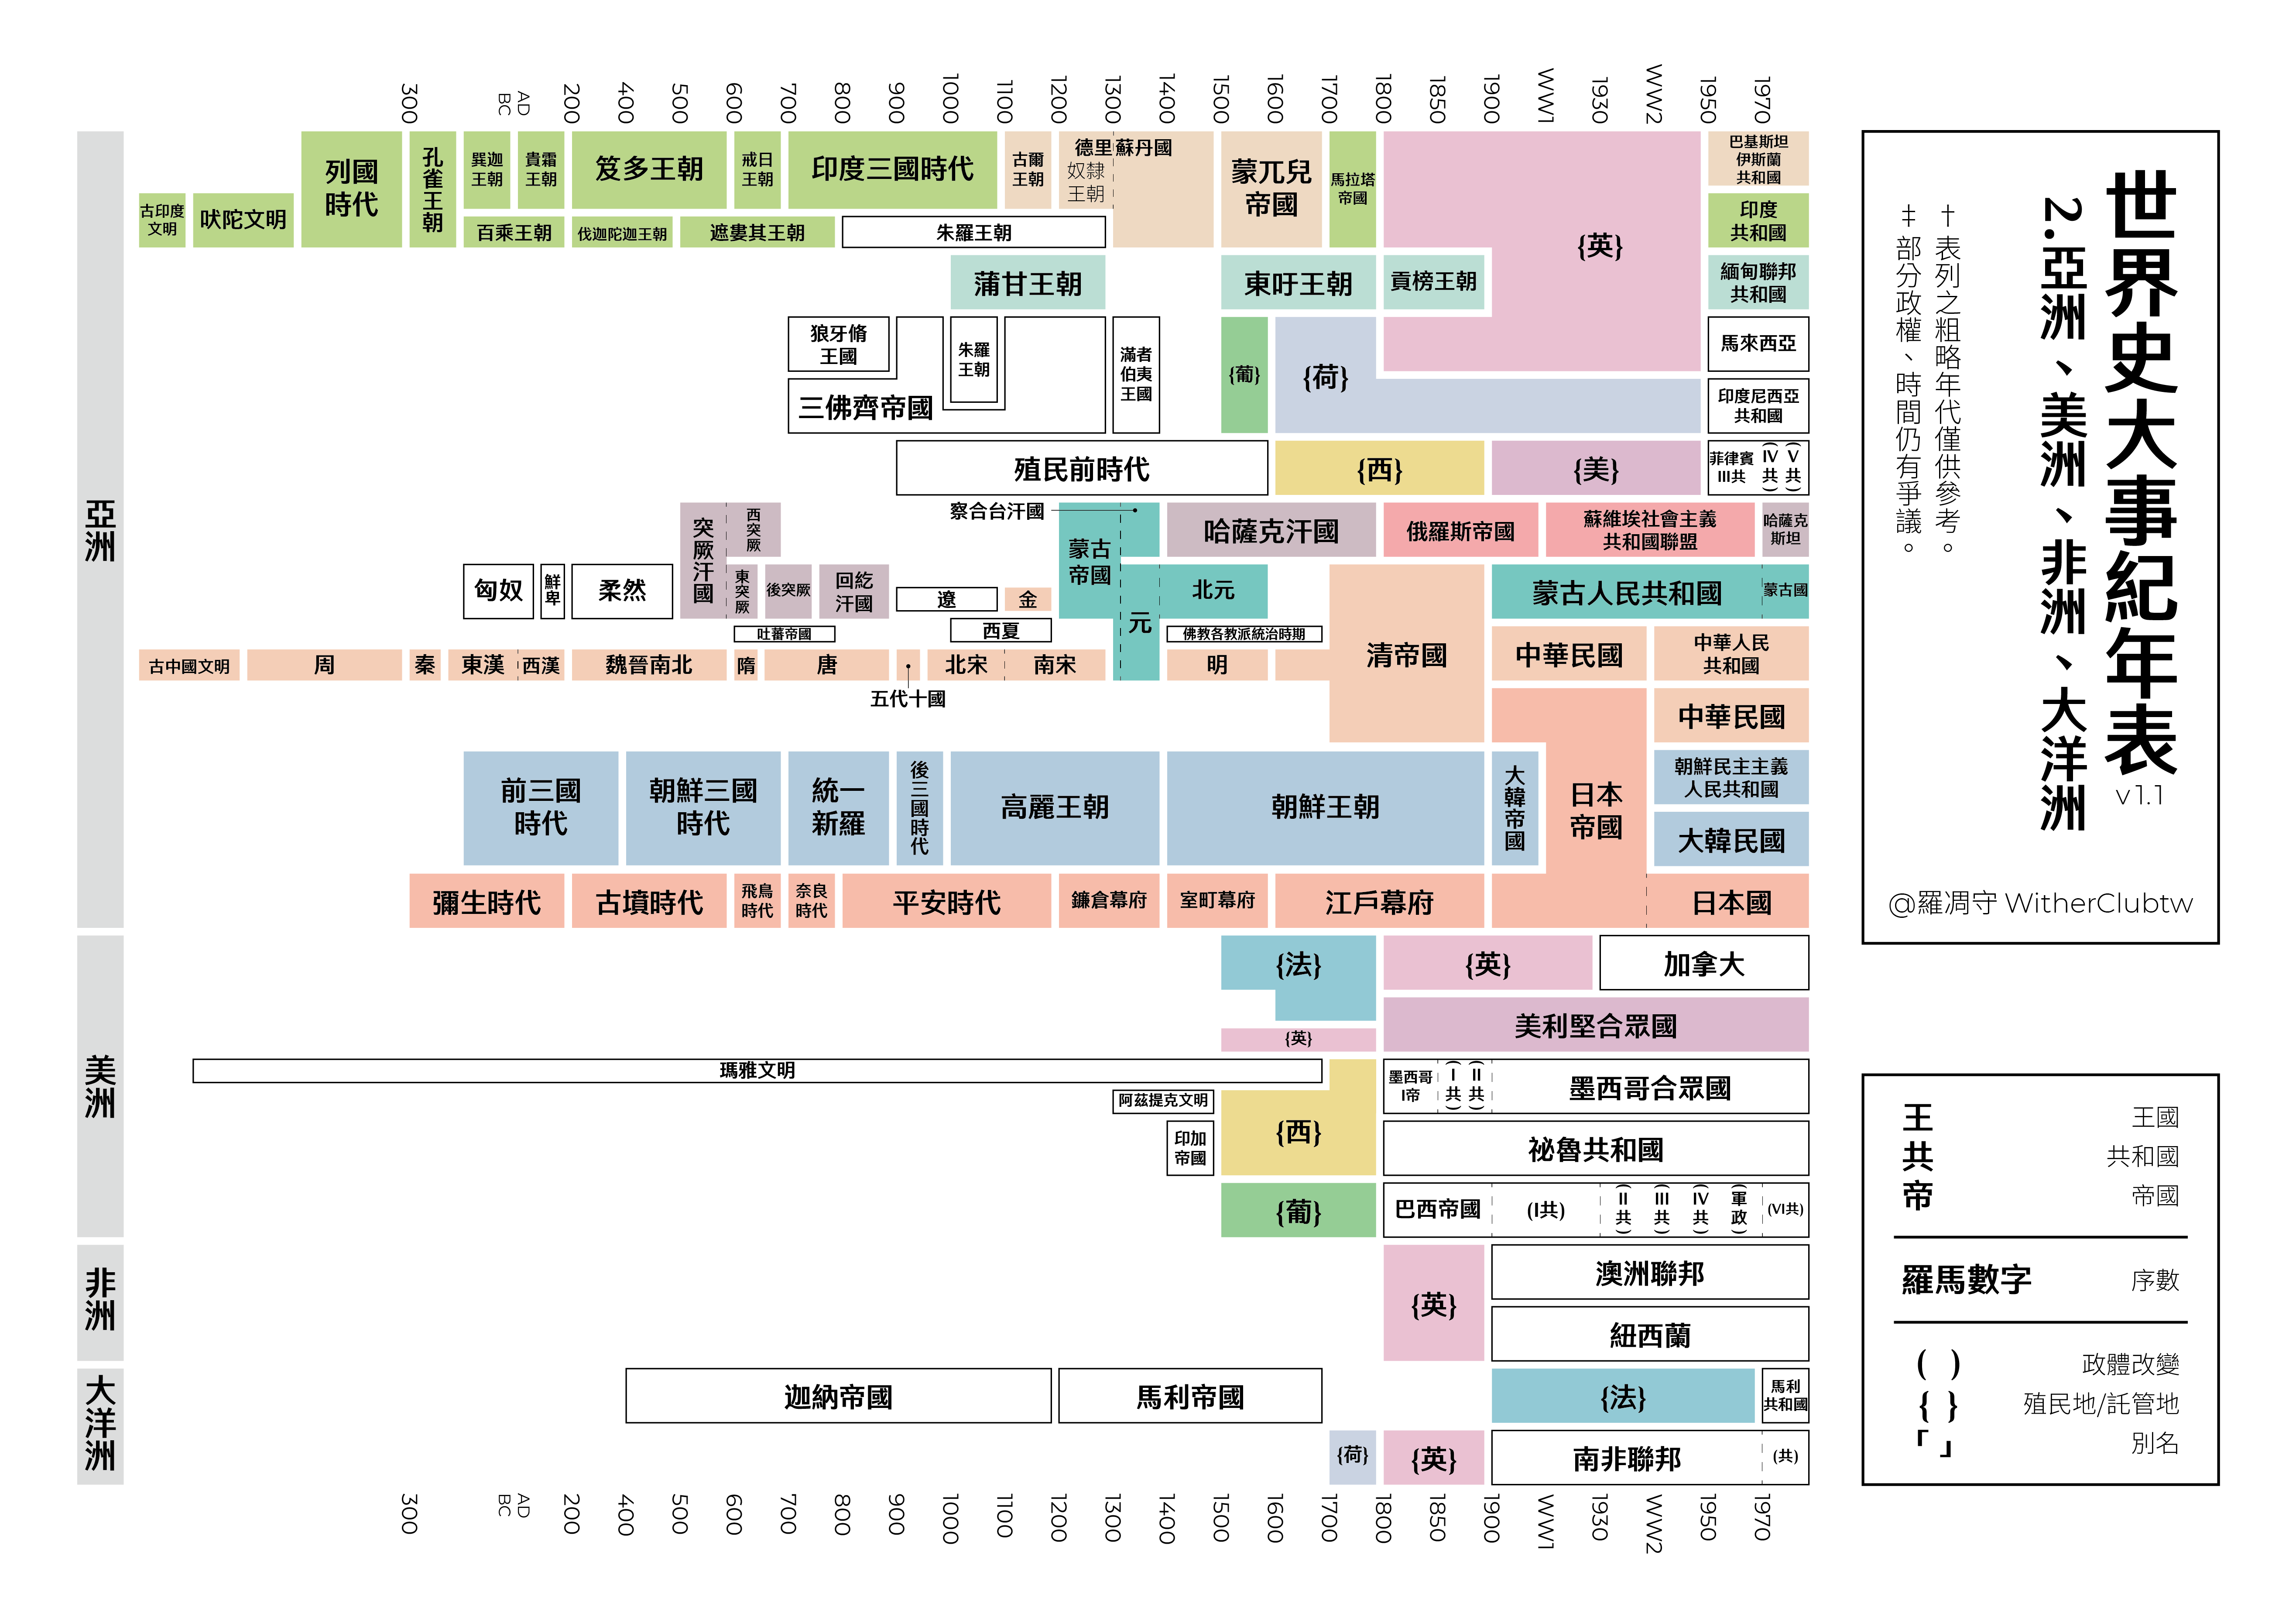 300
BC
AD
200
400
500
600
700
800
900
1000
1100
1200
1300
1400
1500
1600
1700
1800
1850
1900
WW1
1930
WW2
1950
1970
亞洲
古印度
文明
吠陀文明
列國
時代
孔雀王朝
巽迦
王朝
貴霜
王朝
笈多王朝
戒日
王朝
印度三國時代
古爾
王朝
德里蘇丹國
奴隸
王朝
蒙兀兒
帝國
馬拉塔
帝國
{英}
巴基斯坦
伊斯蘭
共和國
印度
共和國
百乘王朝
伐迦陀迦王朝
遮婁其王朝
朱羅王朝
蒲甘王朝
東吁王朝
貢榜王朝
緬甸聯邦
共和國
狼牙脩
王國
三佛齊帝國
朱羅
王朝
滿者
伯夷
王國
{葡}
{荷}
馬來西亞
印度尼西亞
共和國
殖民前時代
{西}
{美}
菲律賓
III共
(IV共)
(V共)
突厥汗國
西突厥
東突厥
後突厥
回紇
汗國
察合台汗國
蒙古
帝國
哈薩克汗國
俄羅斯帝國
蘇維埃社會主義
共和國聯盟
哈薩克
斯坦
匈奴
鮮卑
柔然
遼
金
元
北元
蒙古人民共和國
蒙古國
吐蕃帝國
西夏
佛教各教派統治時期
清帝國
中華民國
中華人民
共和國
古中國文明
周
秦
東漢
西漢
魏晉南北
隋
唐
五代十國
北宋
南宋
明
中華民國
前三國
時代
朝鮮三國
時代
統一
新羅
後三國時代
高麗王朝
朝鮮王朝
大韓帝國
日本
帝國
朝鮮民主主義
人民共和國
大韓民國
彌生時代
古墳時代
飛鳥
時代
奈良
時代
平安時代
鐮倉幕府
室町幕府
江戶幕府
日本國
美洲
{法}
{英}
加拿大
美利堅合眾國
{英}
瑪雅文明
阿茲提克文明
印加
帝國
{西}
墨西哥
I帝
(I共)
(II共)
墨西哥合眾國
祕魯共和國
{葡}
巴西帝國
(I共)
(II共)
(III共)
(IV共)
(軍政)
(VI共)
非洲
{英}
澳洲聯邦
紐西蘭
大洋洲
迦納帝國
馬利帝國
{法}
馬利
共和國
{荷}
{英}
南非聯邦
(共)
300
BC
AD
200
400
500
600
700
800
900
1000
1100
1200
1300
1400
1500
1600
1700
1800
1850
1900
WW1
1930
WW2
1950
1970
世界史大事紀年表
v1.1
2.亞洲、美洲、非洲、大洋洲
† 表列之粗略年代僅供參考。
‡ 部分政權、時間仍有爭議。
@羅凋守 WitherClubtw
王 王國
共 共和國
帝 帝國
羅馬數字 序數
( ) 政體改變
{ } 殖民地/託管地
「 」 別名